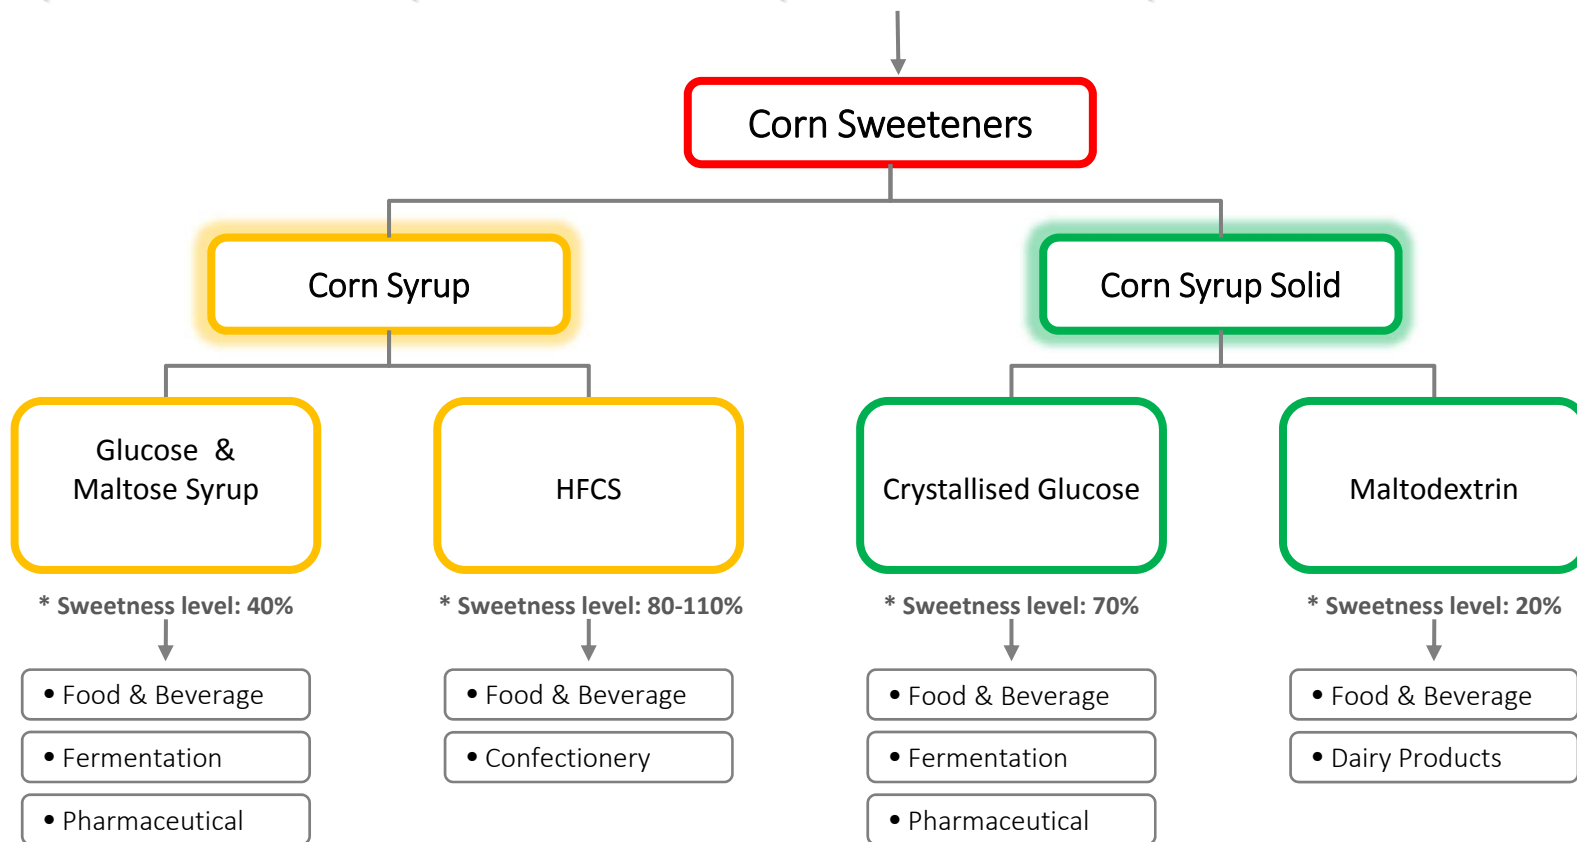 Corn Sweeteners
Corn Syrup
Corn Syrup Solid
Glucose &
Maltose Syrup
HFCS
Crystallised Glucose
Maltodextrin
* Sweetness level: 40%
* Sweetness level: 80-110%
* Sweetness level: 70%
* Sweetness level: 20%
• Food & Beverage
• Fermentation
• Pharmaceutical
• Food & Beverage
• Confectionery
• Food & Beverage
• Fermentation
• Pharmaceutical
• Food & Beverage
• Dairy Products